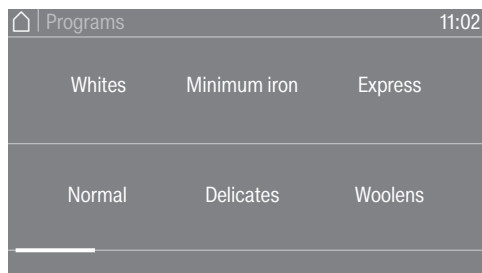 Programs 11:02
Whites Minimum iron Express
Normal Delicates Woolens